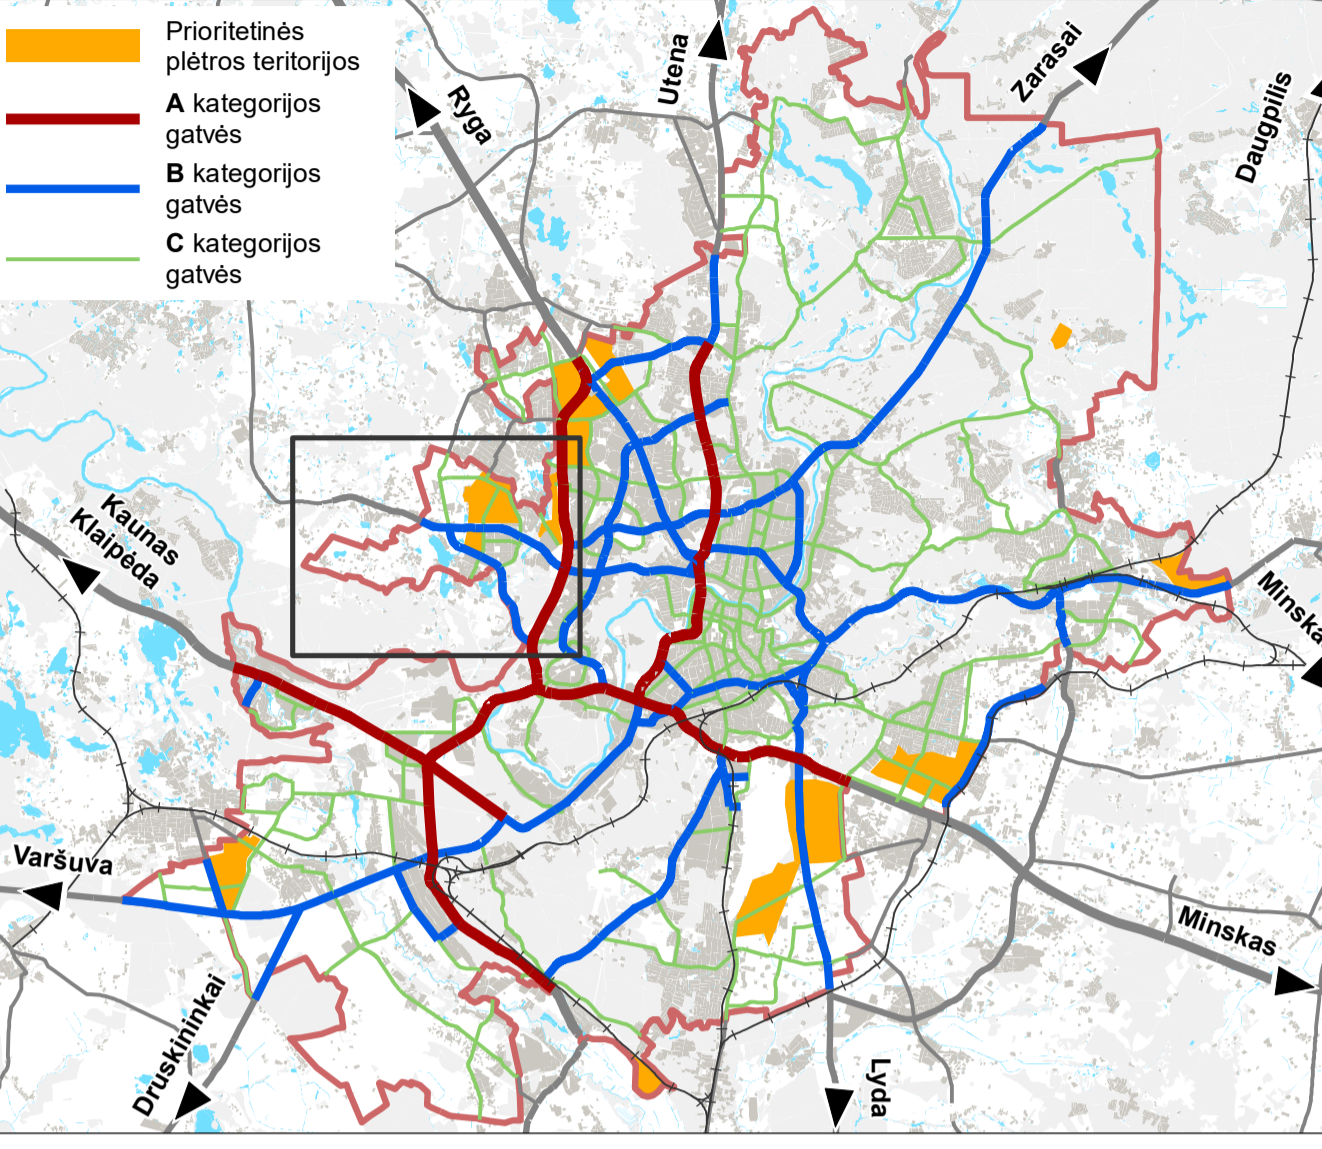 Prioritetinės
plėtros teritorijos
A kategorijos
gatvės
B kategorijos
gatvės
C kategorijos
gatvės
Ryga
Utena
Zarasai
Daugpilis
Kaunas
Klaipėda
Minskas
Varšuva
Druskininkai
Lyda